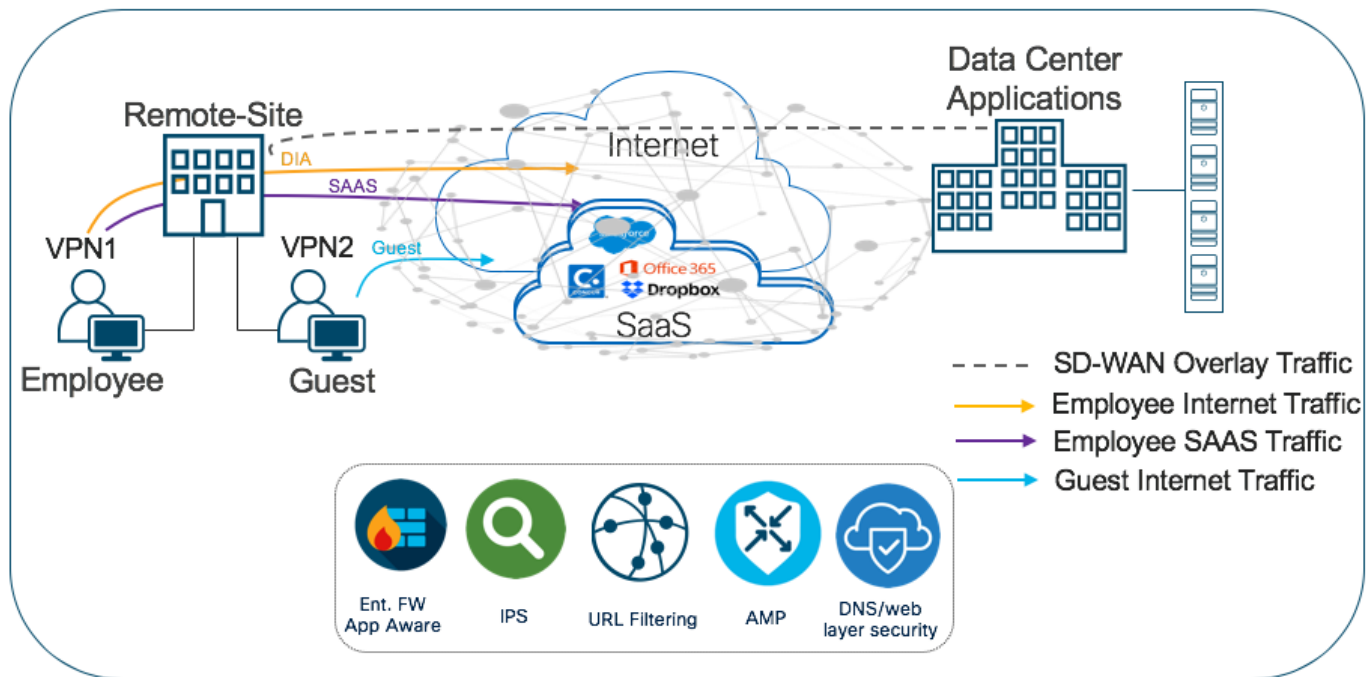 Data Center
Applications
Remote-Site
Internet
DIA
SAAS
VPN1
VPN2
Guest
Office 365
Dropbox
SaaS
Employee
Guest
SD-WAN Overlay Traffic
Employee Internet Traffic
Employee SAAS Traffic
Guest Internet Traffic
Ent. FW
App Aware
IPS
URL Filtering
AMP
DNS/web
layer security